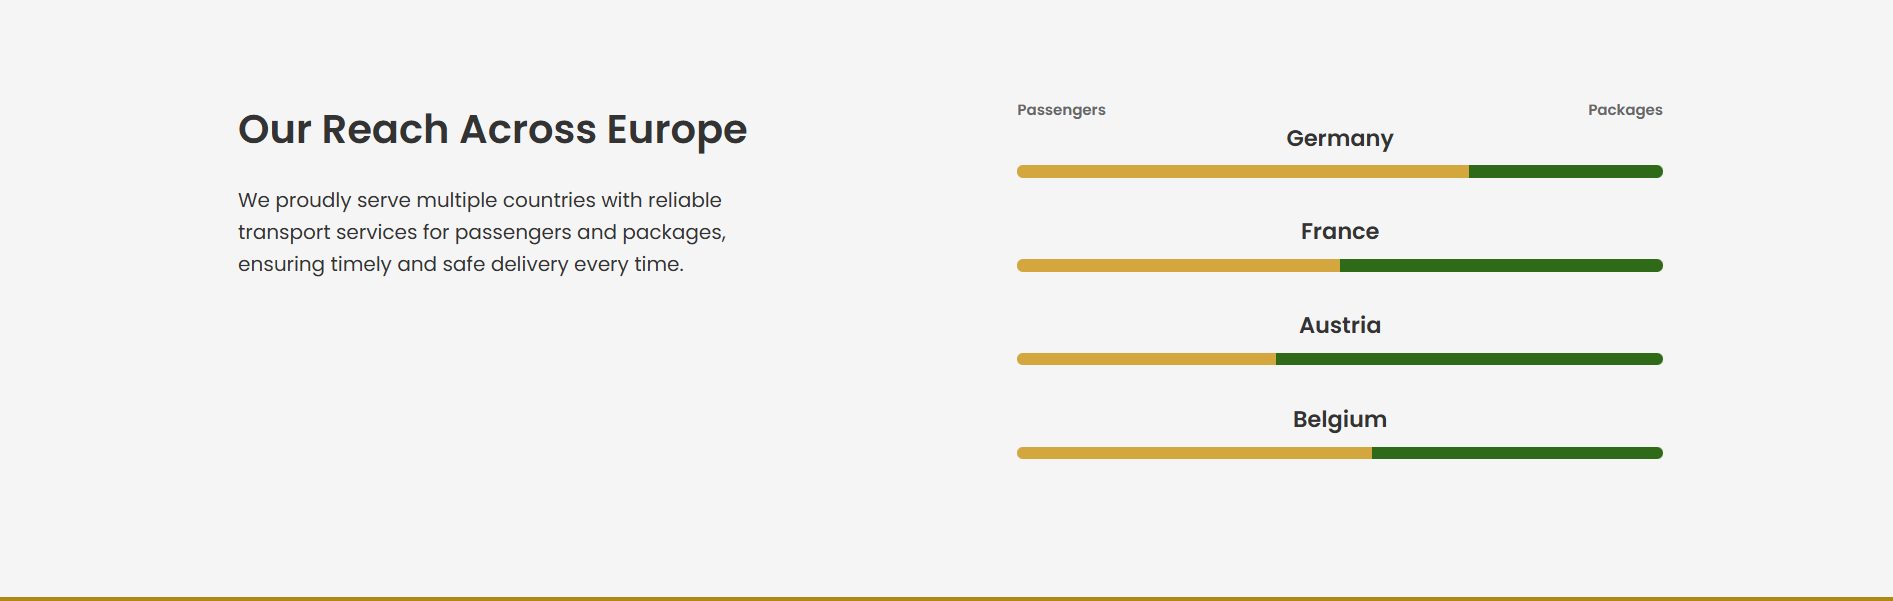 Our Reach Across Europe
We proudly serve multiple countries with reliable
transport services for passengers and packages,
ensuring timely and safe delivery every time.
Passengers
Packages
Germany
France
Austria
Belgium